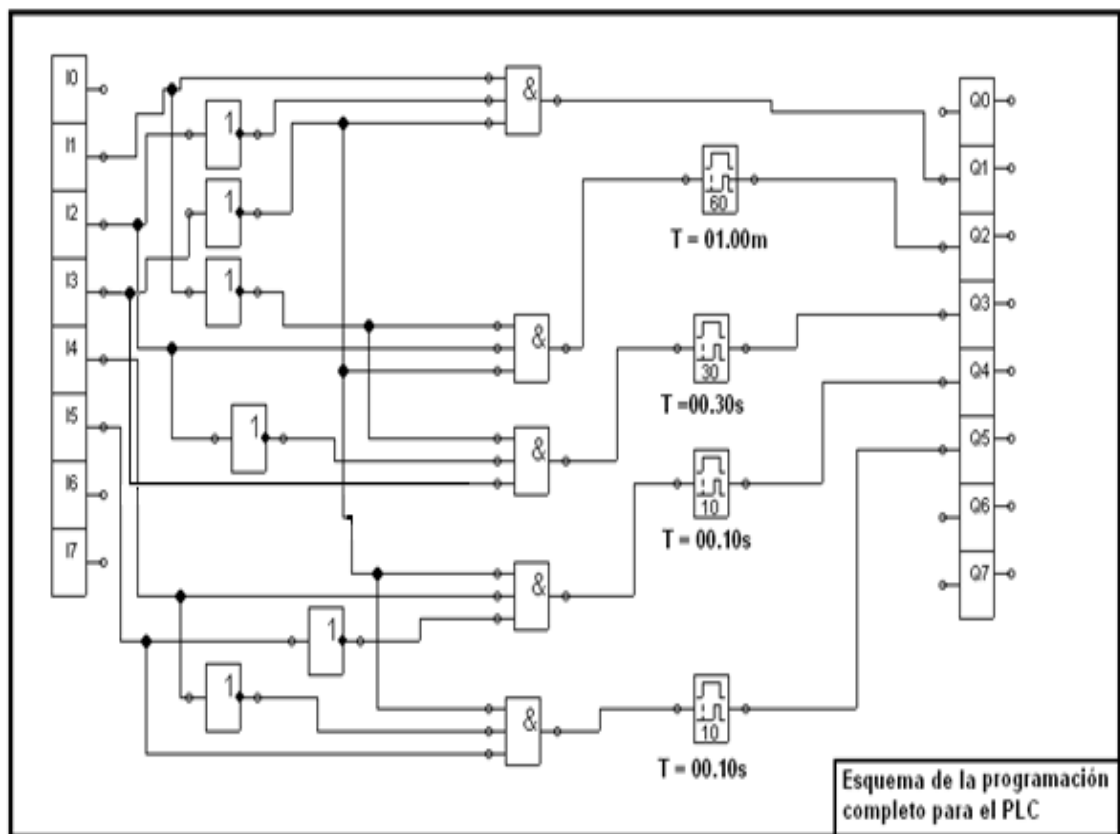 I0
I1
I2
I3
I4
I5
I6
I7
1
1
1
1
1
1
&
&
&
&
&
60
T = 01.00m
30
T =00.30s
10
T = 00.10s
10
T = 00.10s
Q0
Q1
Q2
Q3
Q4
Q5
Q6
Q7
Esquema de la programación
completo para el PLC